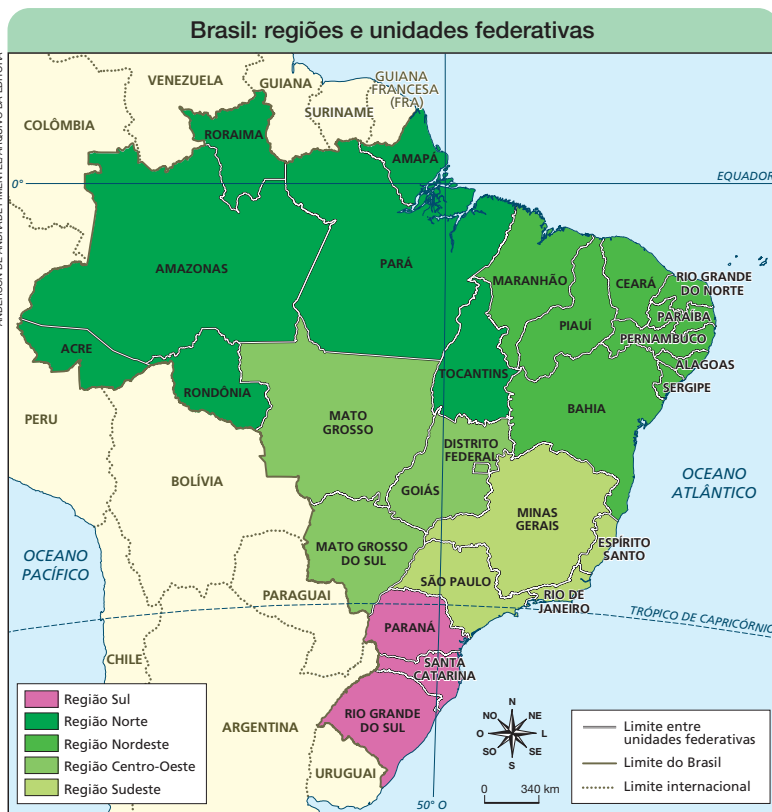 Brasil: regiões e unidades federativas
VENEZUELA
GUIANA
GUIANA
FRANCESA
(FRA)
SURINAME
COLÔMBIA
RORAIMA
AMAPÁ
0°
EQUADOR
AMAZONAS
PARÁ
MARANHÃO
CEARÁ
RIO GRANDE
DO NORTE
PARAÍBA
PIAUÍ
PERNAMBUCO
ACRE
ALAGOAS
TOCANTINS
SERGIPE
RONDÔNIA
PERU
MATO
GROSSO
BAHIA
DISTRITO
FEDERAL
BOLÍVIA
GOIÁS
OCEANO
ATLÂNTICO
MINAS
GERAIS
OCEANO
PACÍFICO
MATO GROSSO
DO SUL
ESPÍRITO
SANTO
SÃO PAULO
PARAGUAI
RIO DE
JANEIRO
TRÓPICO DE CAPRICÓRNIO
PARANÁ
CHILE
SANTA
CATARINA
RIO GRANDE
DO SUL
ARGENTINA
URUGUAI
50° O
Região Sul
Região Norte
Região Nordeste
Região Centro-Oeste
Região Sudeste
N
NO NE
O L
SO SE
S
0 340 km
Limite entre
unidades federativas
Limite do Brasil
Limite internacional